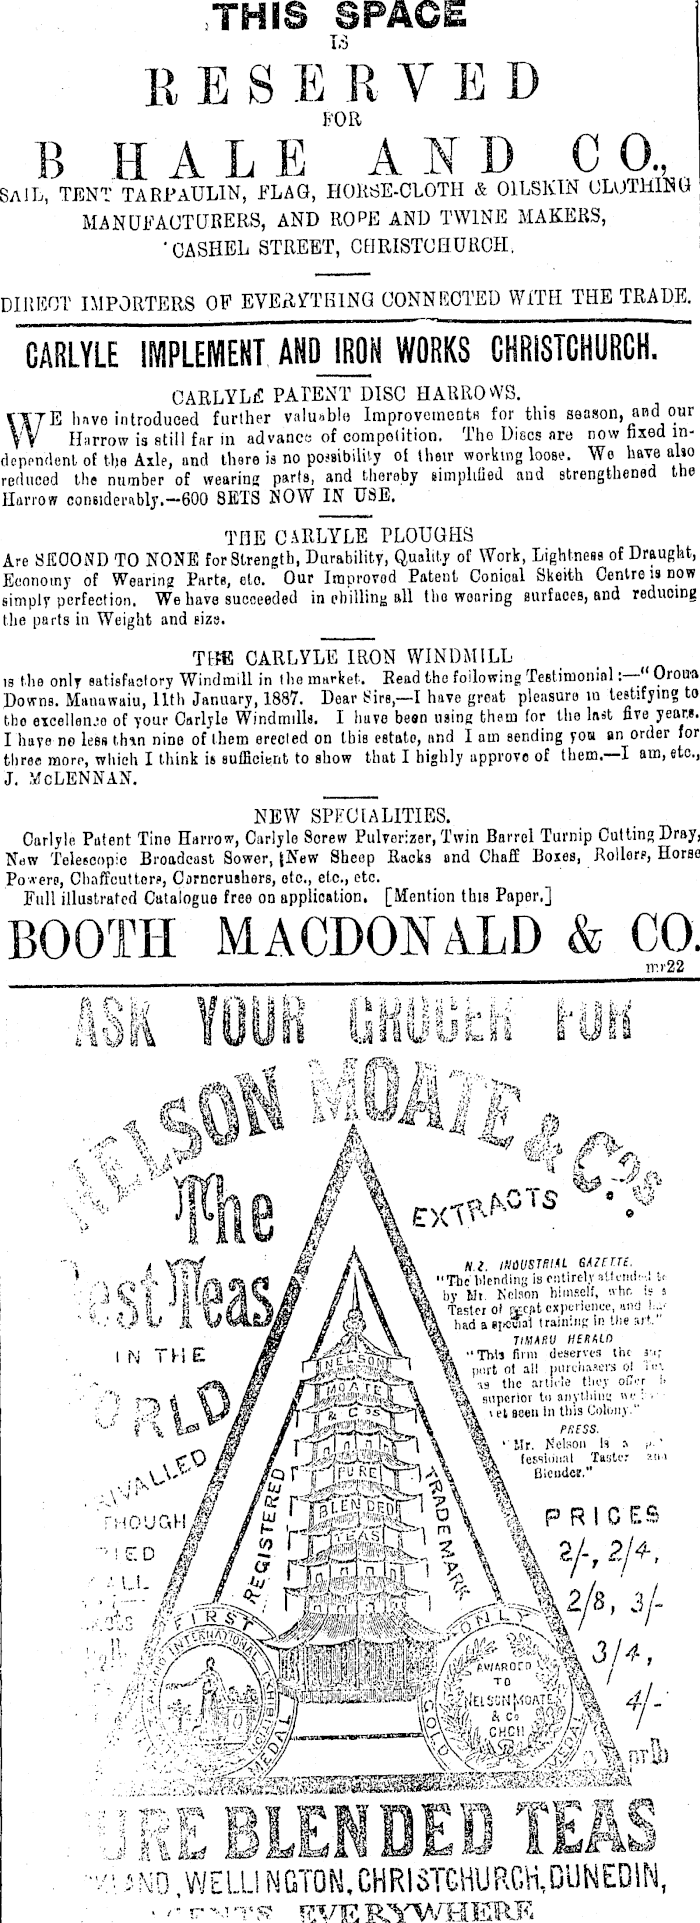 THIS SPACE
IS
RESERVED
FOR
B HALE AND CO.,
SAIL, TENT TARPAULIN, FLAG, HORSE-CLOTH & OILSKIN CLOTHING
MANUFACTURERS, AND ROPE AND TWINE MAKERS,
CASHEL STREET, CHRISTCHURCH.
DIRECT IMPORTERS OF EVERYTHING CONNECTED WITH THE TRADE.
CARLYLE IMPLEMENT AND IRON WORKS CHRISTCHURCH.
CARLYLE PATENT DISC HARROWS.
WE have introduced further valuable Improvements for this season, and our
Harrow is still far in advance of competition. The Discs are now fixed in-
dependent of the Axle, and there is no possibility of their working loose. We have also
reduced the number of wearing parts, and thereby simplified and strengthened the
Harrow considerably.—600 SETS NOW IN USE.
THE CARLYLE PLOUGHS
Are SECOND TO NONE for Strength, Durability, Quality of Work, Lightness of Draught,
Economy of Wearing Parts, etc. Our Improved Patent Conical Skeith Centre is now
simply perfection. We have succeeded in chilling all the wearing surfaces, and reducing
the parts in Weight and size.
THE CARLYLE IRON WINDMILL
is the only satisfactory Windmill in the market. Read the following Testimonial:—"Oroua
Downs. Manawatu, 11th January, 1887. Dear Sirs,—I have great pleasure in testifying to
the excellence of your Carlyle Windmills. I have been using them for the last five years.
I have no less than nine of them erected on this estate, and I am sending you an order for
three more, which I think is sufficient to show that I highly approve of them.—I am, etc.,
J. McLENNAN.
NEW SPECIALITIES.
Carlyle Patent Tine Harrow, Carlyle Screw Pulverizer, Twin Barrel Turnip Cutting Dray,
New Telescopic Broadcast Sower, New Sheep Racks and Chaff Boxes, Rollers, Horse
Powers, Chaffcutters, Corncrushers, etc., etc., etc.
Full illustrated Catalogue free on application. [Mention this Paper.]
BOOTH MACDONALD & CO.
mr22
ASK YOUR GROCER FOR
NELSON MOATE & Cos.
The
Best Teas
IN THE
WORLD
THOUGH
ALL
EXTRACTS
N.Z. INDUSTRIAL GAZETTE.
"The blending is entirely attended to
by Mr. Nelson himself, who is a
Taster of great experience, and has
had a special training in the art."
TIMARU HERALD
"This firm deserves the
port of all purchasers of
as the article they offer is
superior to anything we
yet seen in this Colony."
PRESS.
"Mr. Nelson is a
fessional Taster and
Blender."
PRICES
2/-, 2/4,
2/8, 3/-
3/4,
4/-
pr lb
NELSON
MOATE
& Cos
PURE
BLENDED
TEAS
REGISTERED
TRADEMARK
FIRST
INTERNATIONAL EXHIBITION
MEDAL
ONLY
GOLD
AWARDED
TO
NELSON MOATE
& Co
CHCH
PURE BLENDED TEAS
WELLINGTON, CHRISTCHURCH, DUNEDIN,
AGENTS EVERYWHERE